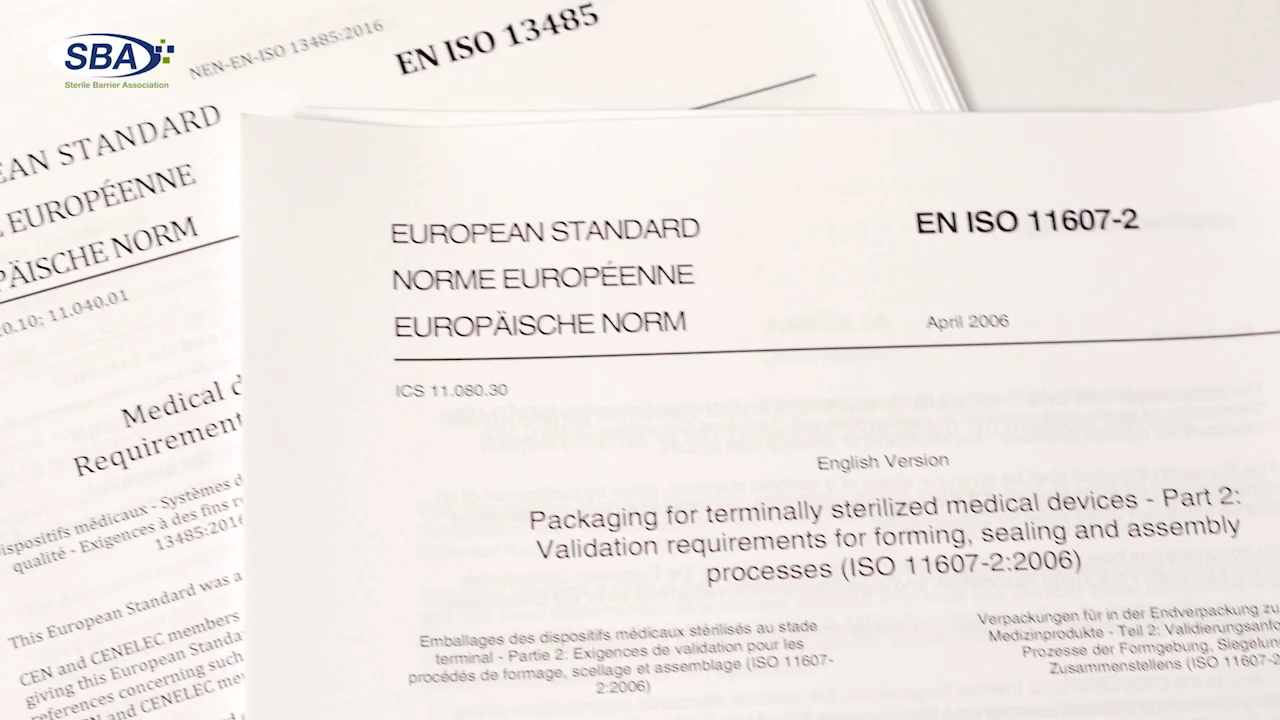 SBA
Sterile Barrier Association
NEN-EN-ISO 13485:2016
EN ISO 13485
EAN STANDARD
EUROPÉENNE
PÄISCHE NORM
0.10; 11.040.01
Medical d
Requirement
ispositifs médicaux - Systèmes d
qualité - Exigences à des fins r
13485:2016
This European Standard was a
CEN and CENELEC members
giving this European Standa
references concerning such
N and CENELEC me
EUROPEAN STANDARD
NORME EUROPÉENNE
EUROPÄISCHE NORM
EN ISO 11607-2
April 2006
ICS 11.080.30
English Version
Packaging for terminally sterilized medical devices - Part 2:
Validation requirements for forming, sealing and assembly
processes (ISO 11607-2:2006)
Emballages des dispositifs médicaux stérilisés au stade
terminal - Partie 2: Exigences de validation pour les
procédés de formage, scellage et assemblage (ISO 11607-
2:2006)
Verpackungen für in der Endverpackung zu
Medizinprodukte - Teil 2: Validierungsanfo
Prozesse der Formgebung, Siegelun
Zusammenstellens (ISO 11607-2